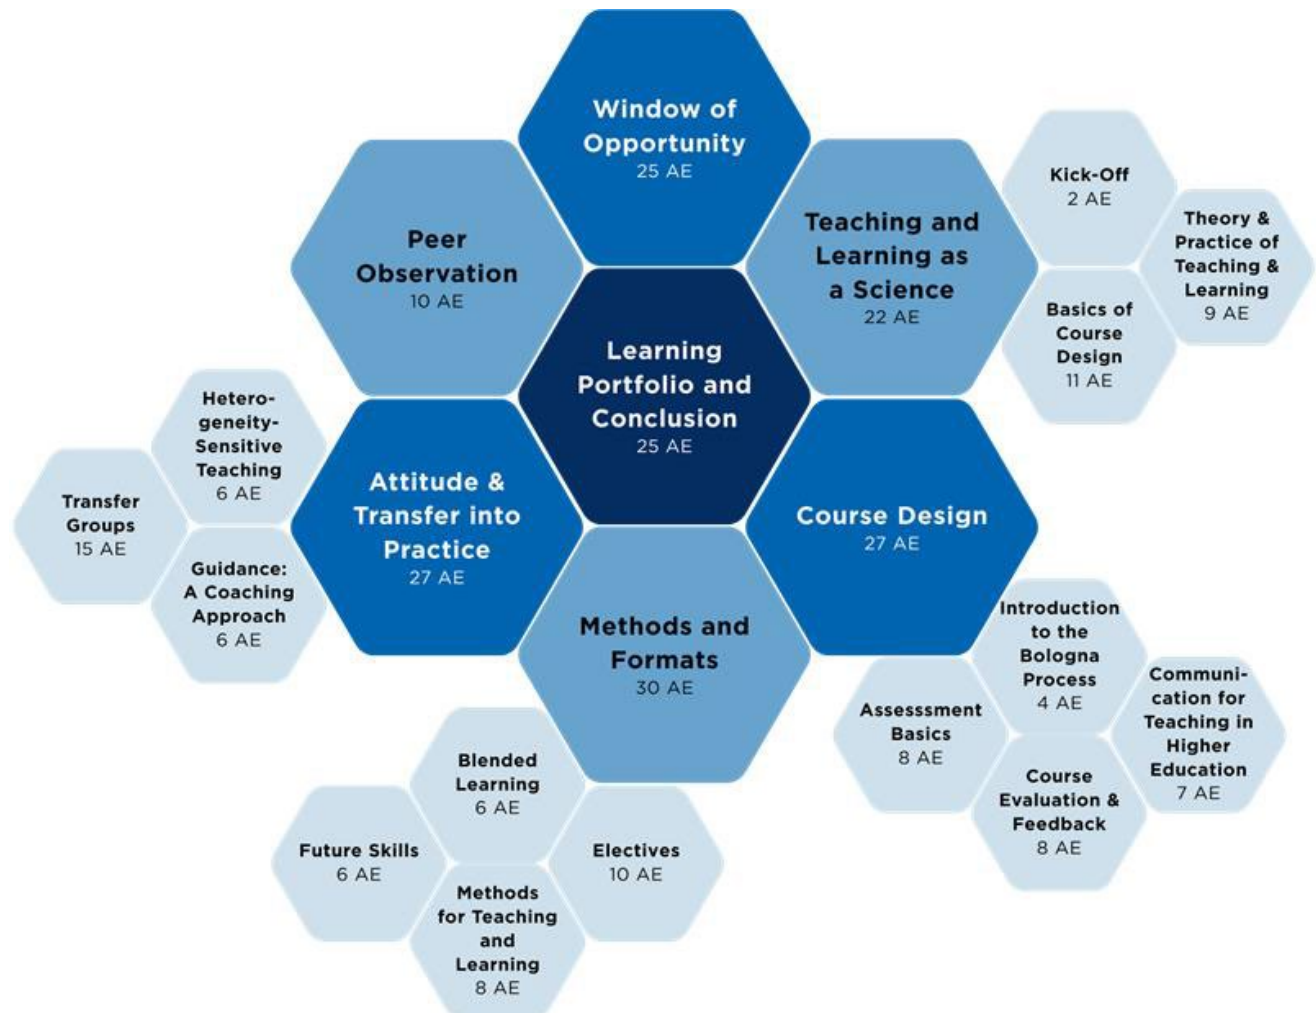 Window of
Opportunity
25 AE
Peer
Observation
10 AE
Teaching and
Learning as
a Science
22 AE
Kick-Off
2 AE
Theory &
Practice of
Teaching &
Learning
9 AE
Basics of
Course
Design
11 AE
Learning
Portfolio and
Conclusion
25 AE
Hetero-
geneity-
Sensitive
Teaching
6 AE
Transfer
Groups
15 AE
Guidance:
A Coaching
Approach
6 AE
Attitude &
Transfer into
Practice
27 AE
Course Design
27 AE
Methods and
Formats
30 AE
Introduction
to the
Bologna
Process
4 AE
Assesssment
Basics
8 AE
Communi-
cation for
Teaching in
Higher
Education
7 AE
Course
Evaluation &
Feedback
8 AE
Blended
Learning
6 AE
Future Skills
6 AE
Electives
10 AE
Methods
for Teaching
and
Learning
8 AE